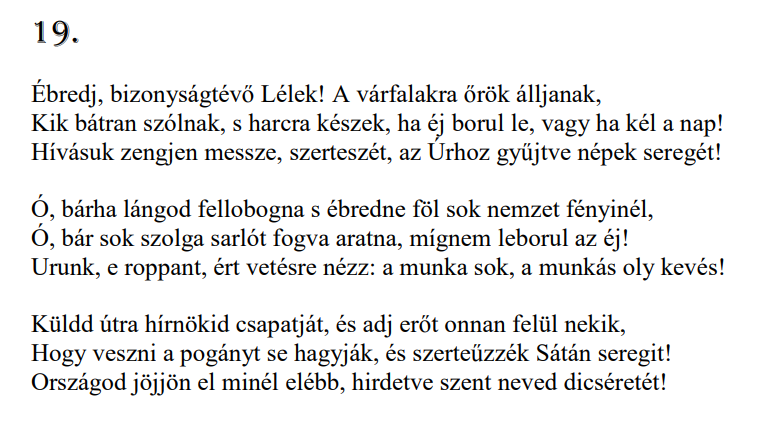 19.
Ébredj, bizonyságtévő Lélek! A várfalakra őrök álljanak,
Kik bátran szólnak, s harcra készek, ha éj borul le, vagy ha kél a nap!
Hívásuk zengjen messze, szerteszét, az Úrhoz gyűjtve népek seregét!
Ó, bárha lángod fellobogna s ébredne föl sok nemzet fényinél,
Ó, bár sok szolga sarlót fogva aratna, mígnem leborul az éj!
Urunk, e roppant, ért vetésre nézz: a munka sok, a munkás oly kevés!
Küldd útra hírnökid csapatját, és adj erőt onnan felül nekik,
Hogy veszni a pogányt se hagyják, és szerteűzzék Sátán seregit!
Országod jöjjön el minél elébb, hirdetve szent neved dicséretét!